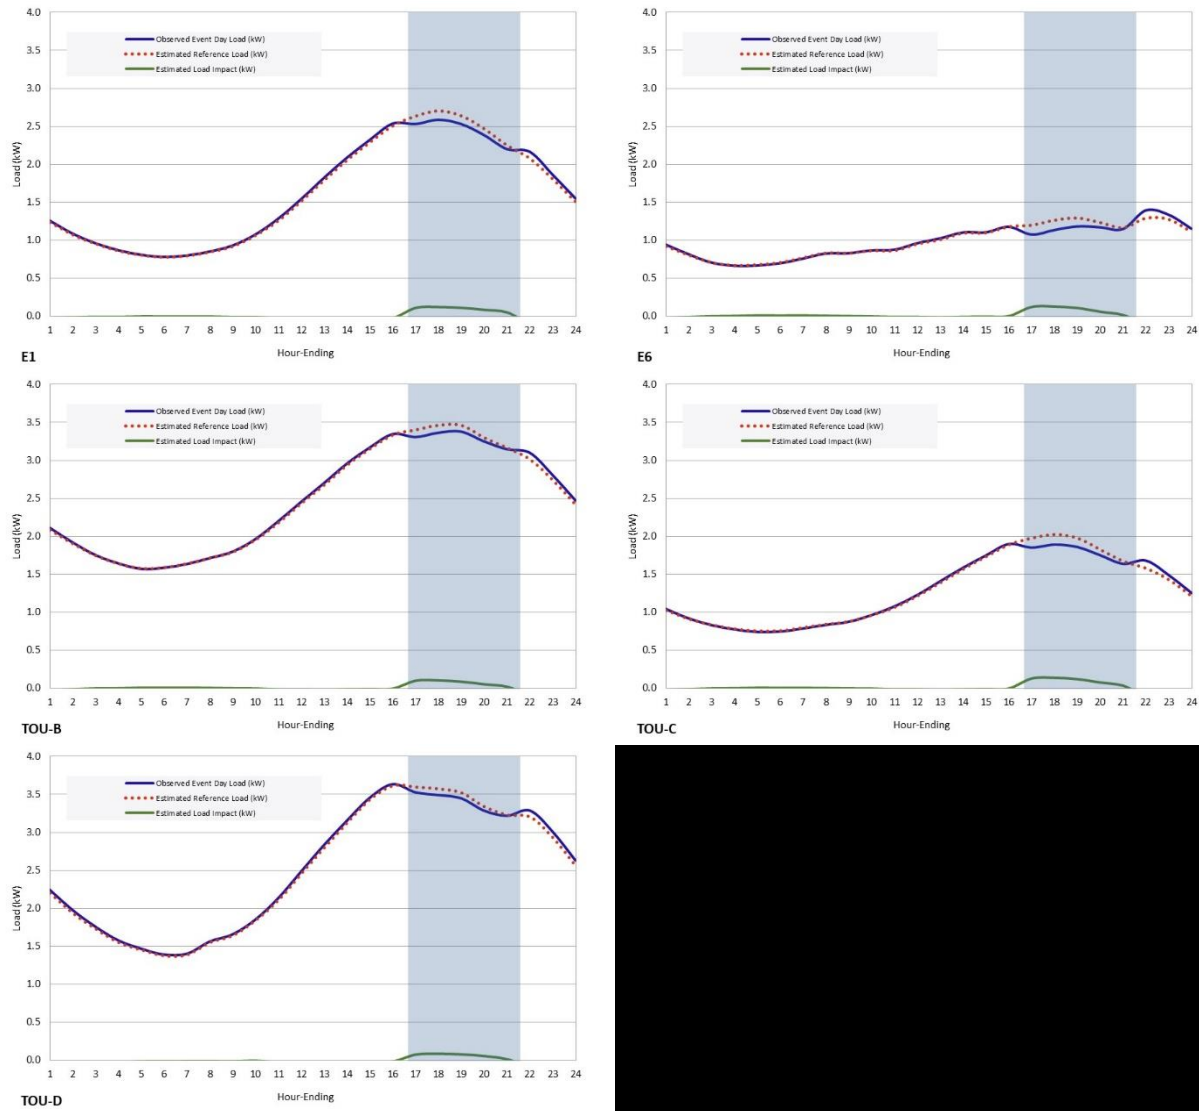 4.0
3.5
3.0
2.5
2.0
1.5
1.0
0.5
0.0
Load (kW)
Observed Event Day Load (kW)
Estimated Reference Load (kW)
Estimated Load Impact (kW)
1 2 3 4 5 6 7 8 9 10 11 12 13 14 15 16 17 18 19 20 21 22 23 24
Hour-Ending
E1
4.0
3.5
3.0
2.5
2.0
1.5
1.0
0.5
0.0
Load (kW)
Observed Event Day Load (kW)
Estimated Reference Load (kW)
Estimated Load Impact (kW)
1 2 3 4 5 6 7 8 9 10 11 12 13 14 15 16 17 18 19 20 21 22 23 24
Hour-Ending
E6
4.0
3.5
3.0
2.5
2.0
1.5
1.0
0.5
0.0
Load (kW)
Observed Event Day Load (kW)
Estimated Reference Load (kW)
Estimated Load Impact (kW)
1 2 3 4 5 6 7 8 9 10 11 12 13 14 15 16 17 18 19 20 21 22 23 24
Hour-Ending
TOU-B
4.0
3.5
3.0
2.5
2.0
1.5
1.0
0.5
0.0
Load (kW)
Observed Event Day Load (kW)
Estimated Reference Load (kW)
Estimated Load Impact (kW)
1 2 3 4 5 6 7 8 9 10 11 12 13 14 15 16 17 18 19 20 21 22 23 24
Hour-Ending
TOU-C
4.0
3.5
3.0
2.5
2.0
1.5
1.0
0.5
0.0
Load (kW)
Observed Event Day Load (kW)
Estimated Reference Load (kW)
Estimated Load Impact (kW)
1 2 3 4 5 6 7 8 9 10 11 12 13 14 15 16 17 18 19 20 21 22 23 24
Hour-Ending
TOU-D